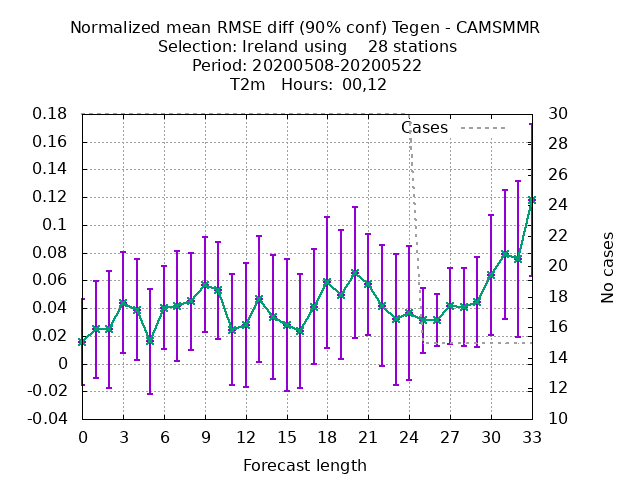 Normalized mean RMSE diff (90% conf) Tegen - CAMSMMR
Selection: Ireland using 28 stations
Period: 20200508-20200522
T2m Hours: 00,12
Cases
0.18
0.16
0.14
0.12
0.1
0.08
0.06
0.04
0.02
0
-0.02
-0.04
30
28
26
24
22
20
18
16
14
12
10
No cases
0 3 6 9 12 15 18 21 24 27 30 33
Forecast length